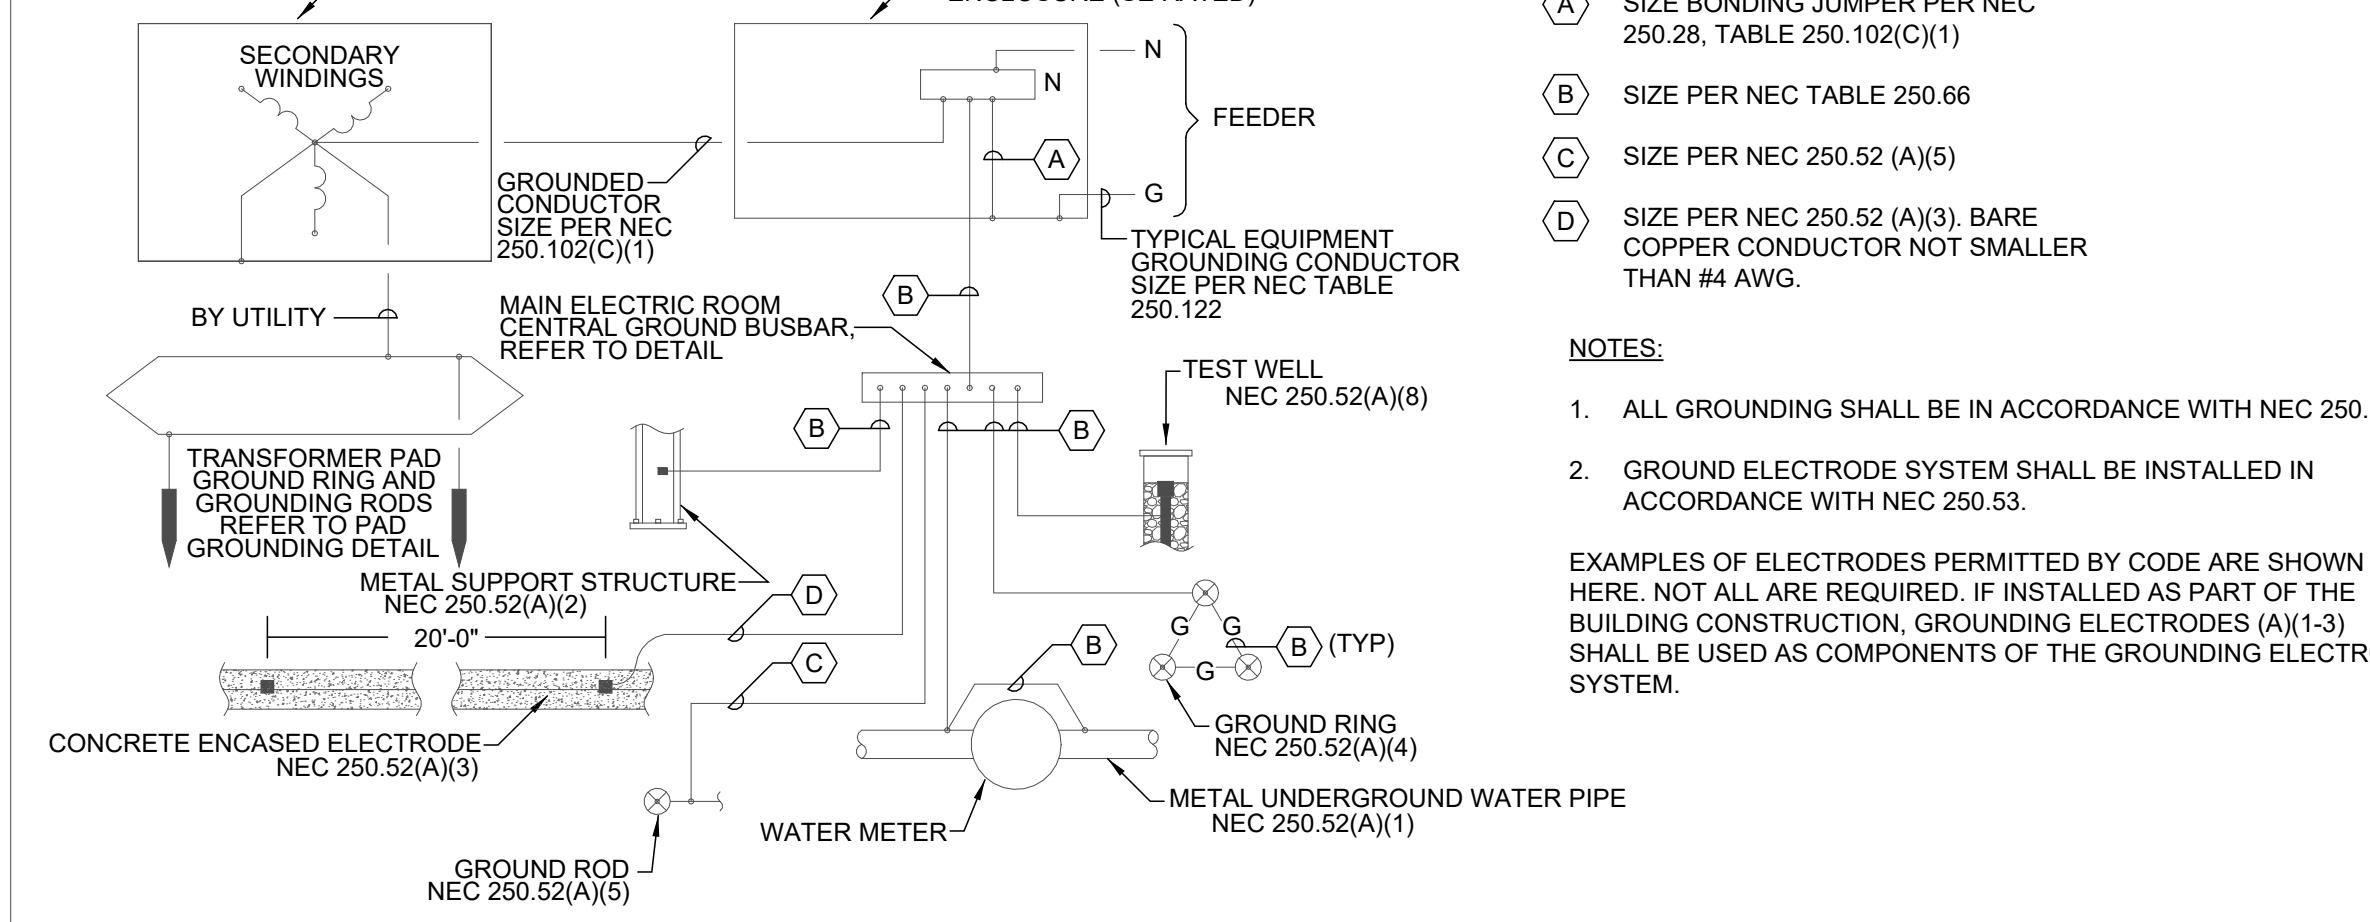 SECONDARY
WINDINGS
N
N
FEEDER
A
G
GROUNDED
CONDUCTOR
SIZE PER NEC
250.102(C)(1)
TYPICAL EQUIPMENT
GROUNDING CONDUCTOR
SIZE PER NEC TABLE
250.122
B
BY UTILITY
MAIN ELECTRIC ROOM
CENTRAL GROUND BUSBAR,
REFER TO DETAIL
TEST WELL
NEC 250.52(A)(8)
B
B
TRANSFORMER PAD
GROUND RING AND
GROUNDING RODS
REFER TO PAD
GROUNDING DETAIL
METAL SUPPORT STRUCTURE
NEC 250.52(A)(2)
D
20'-0"
C
B
G
G
G
B
(TYP)
CONCRETE ENCASED ELECTRODE
NEC 250.52(A)(3)
GROUND RING
NEC 250.52(A)(4)
METAL UNDERGROUND WATER PIPE
NEC 250.52(A)(1)
WATER METER
GROUND ROD
NEC 250.52(A)(5)
A SIZE BONDING JUMPER PER NEC
250.28, TABLE 250.102(C)(1)
B SIZE PER NEC TABLE 250.66
C SIZE PER NEC 250.52 (A)(5)
D SIZE PER NEC 250.52 (A)(3). BARE
COPPER CONDUCTOR NOT SMALLER
THAN #4 AWG.
NOTES:
1. ALL GROUNDING SHALL BE IN ACCORDANCE WITH NEC 250.
2. GROUND ELECTRODE SYSTEM SHALL BE INSTALLED IN
ACCORDANCE WITH NEC 250.53.
EXAMPLES OF ELECTRODES PERMITTED BY CODE ARE SHOWN
HERE. NOT ALL ARE REQUIRED. IF INSTALLED AS PART OF THE
BUILDING CONSTRUCTION, GROUNDING ELECTRODES (A)(1-3)
SHALL BE USED AS COMPONENTS OF THE GROUNDING
SYSTEM.